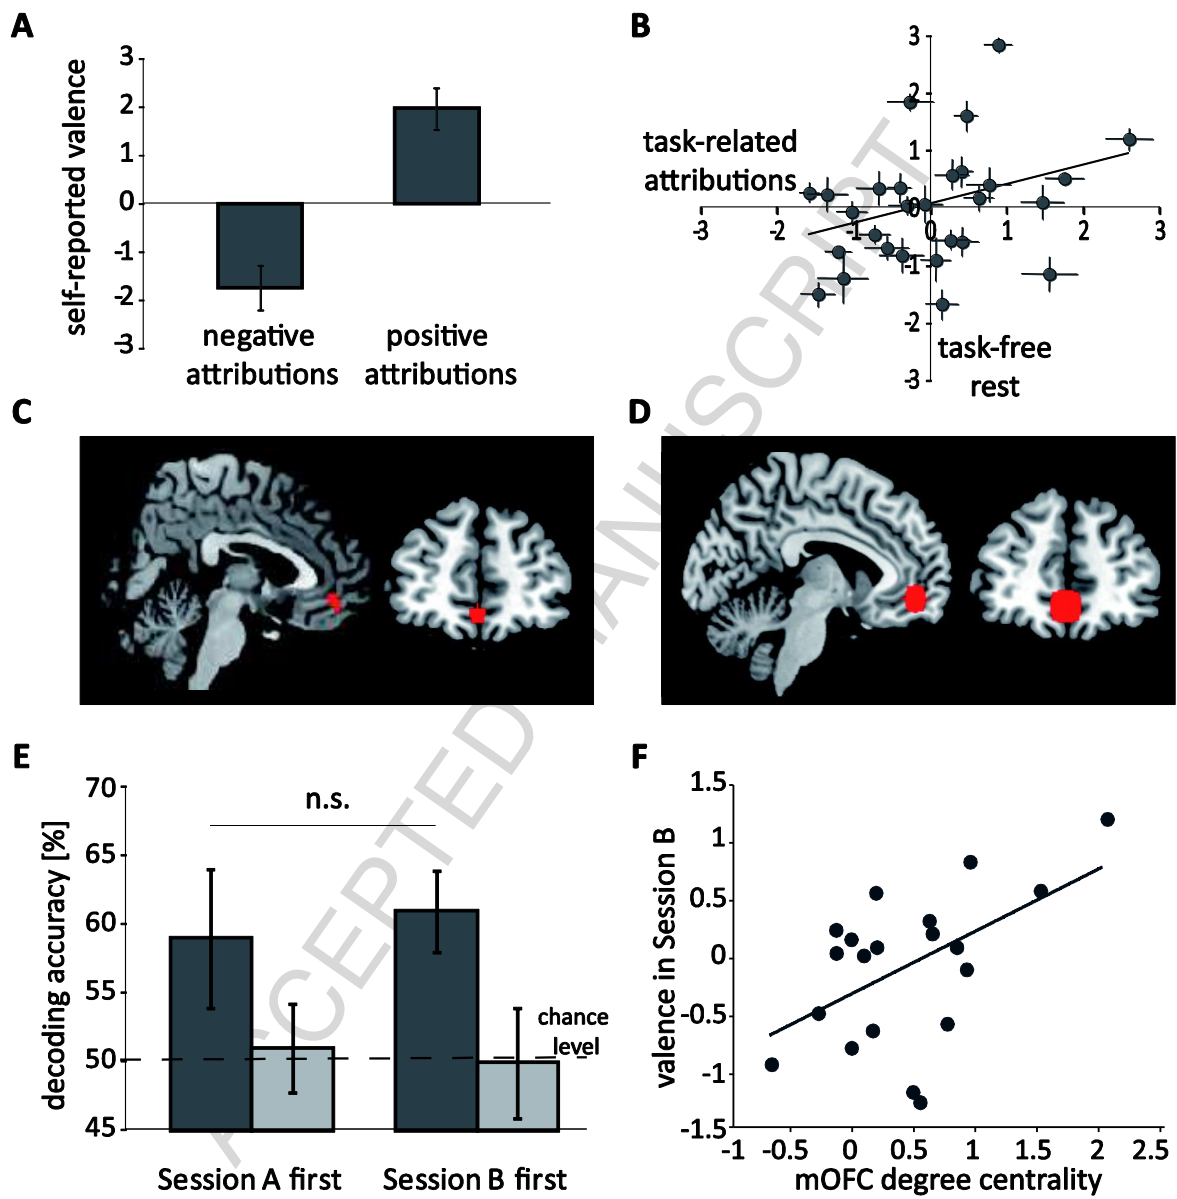 A
self-reported valence
3
2
1
0
-1
-2
-3
negative
attributions
positive
attributions
B
task-related
attributions
3
2
1
0
-1
-2
-3
-3
-2
-1
0
1
2
3
task-free
rest
C
D
E
decoding accuracy [%]
70
65
60
55
50
45
n.s.
chance
level
Session A first
Session B first
F
valence in Session B
1.5
1
0.5
0
-0.5
-1
-1.5
-1
-0.5
0
0.5
1
1.5
2
2.5
mOFC degree centrality
ACCEPTED MANUSCRIPT